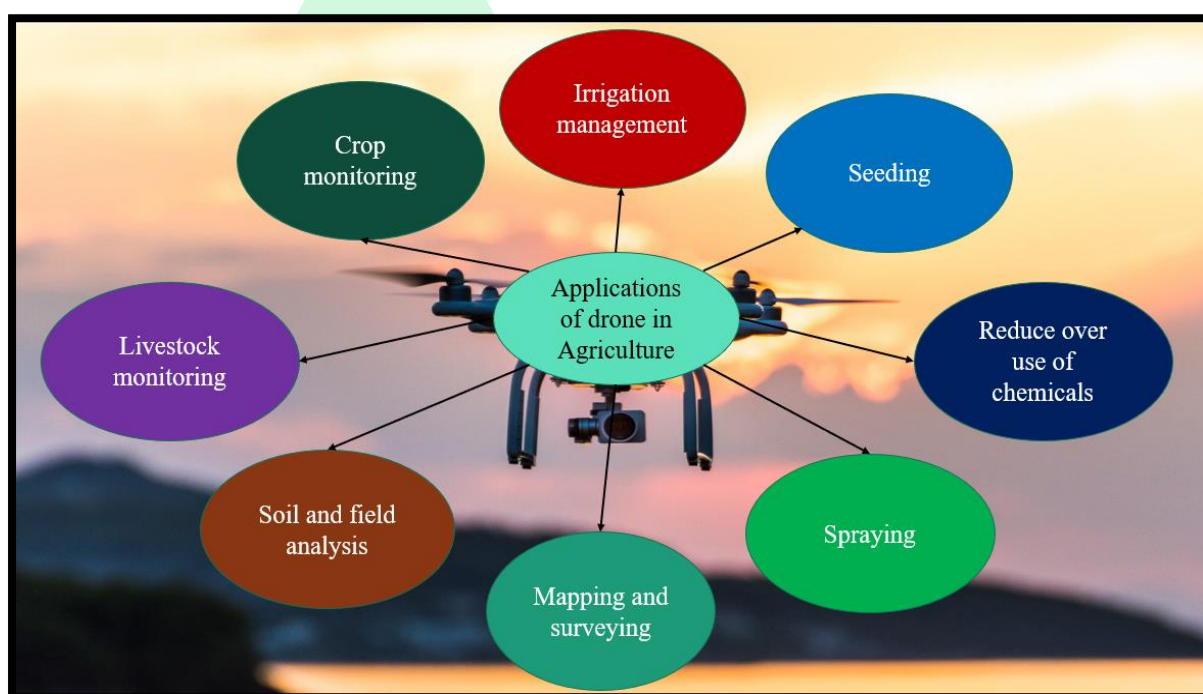 Irrigation
management
Crop
monitoring
Seeding
Applications
of drone in
Agriculture
Livestock
monitoring
Reduce over
use of
chemicals
Soil and field
analysis
Spraying
Mapping and
surveying